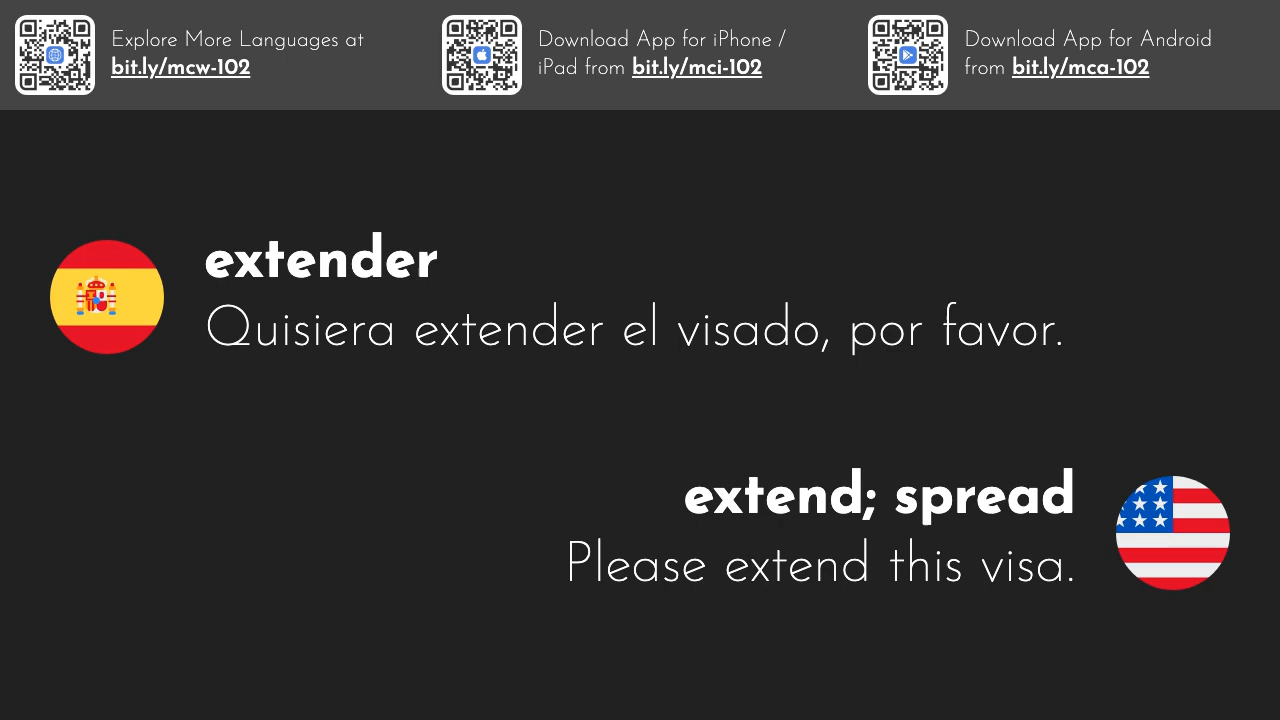 Explore More Languages at
bit.ly/mcw-102
Download App for iPhone /
iPad from bit.ly/mci-102
Download App for Android
from bit.ly/mca-102
extender
Quisiera extender el visado, por favor.
extend; spread
Please extend this visa.